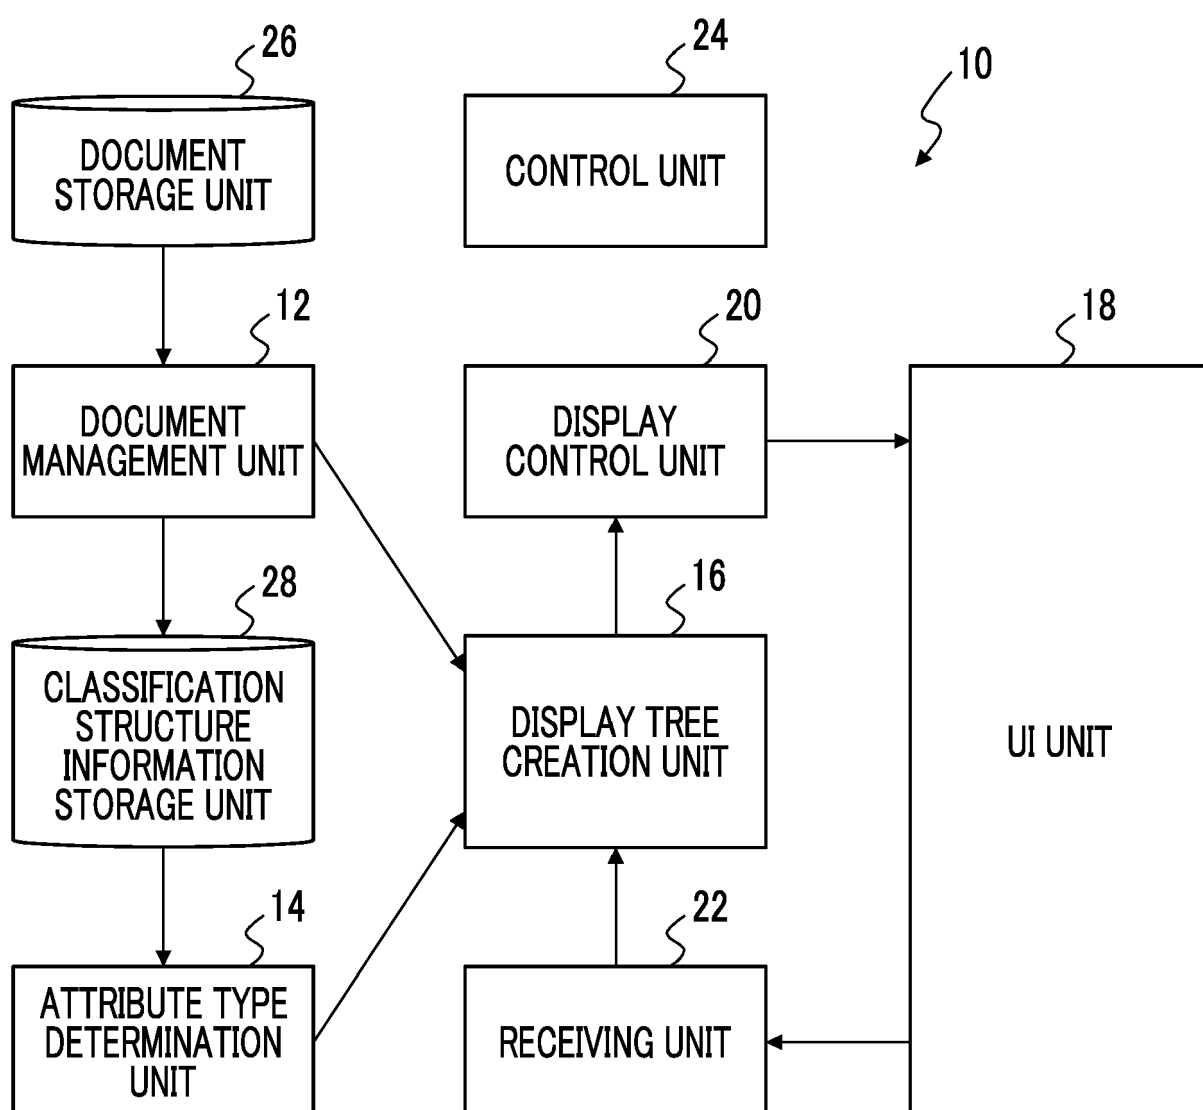 26
24
10
DOCUMENT
STORAGE UNIT
CONTROL UNIT
12
20
18
DOCUMENT
MANAGEMENT UNIT
DISPLAY
CONTROL UNIT
28
16
CLASSIFICATION
STRUCTURE
INFORMATION
STORAGE UNIT
DISPLAY TREE
CREATION UNIT
UI UNIT
14
22
ATTRIBUTE TYPE
DETERMINATION
UNIT
RECEIVING UNIT